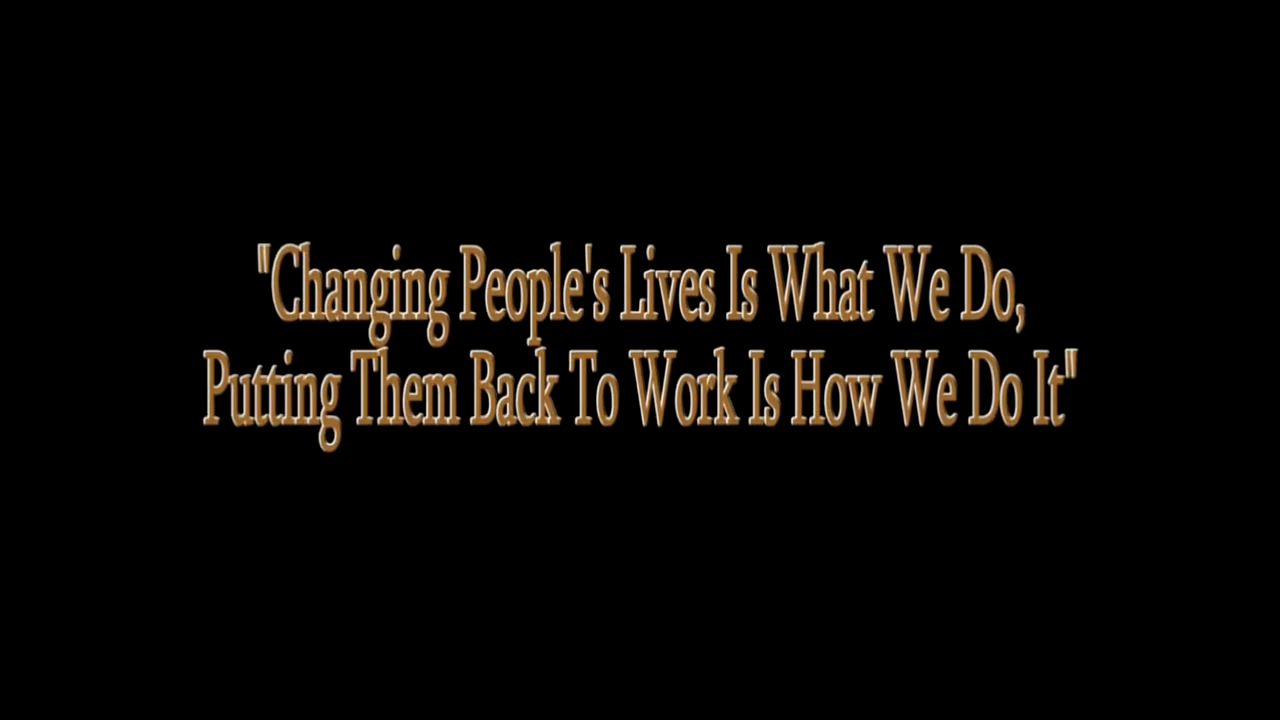 "Changing People's Lives Is What We Do,
Putting Them Back To Work Is How We Do It"